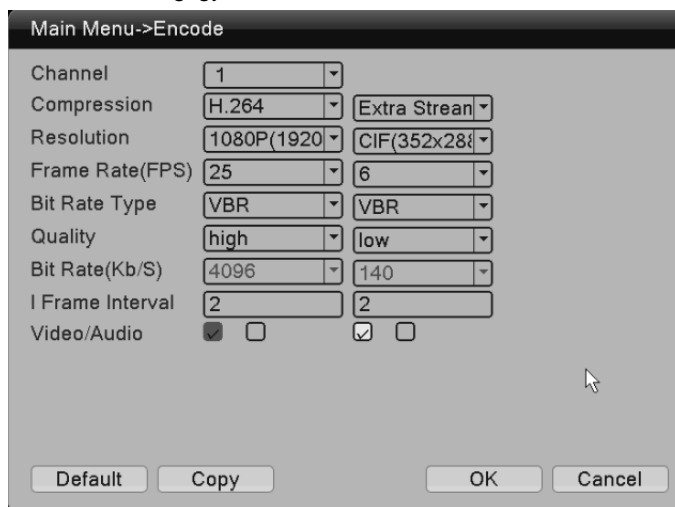 Main Menu->Encode
Channel 1
Compression H.264 Extra Strean
Resolution 1080P(1920 CIF(352x288
Frame Rate(FPS) 25 6
Bit Rate Type VBR VBR
Quality high low
Bit Rate(Kb/S) 4096 140
I Frame Interval 2 2
Video/Audio
Default Copy OK Cancel